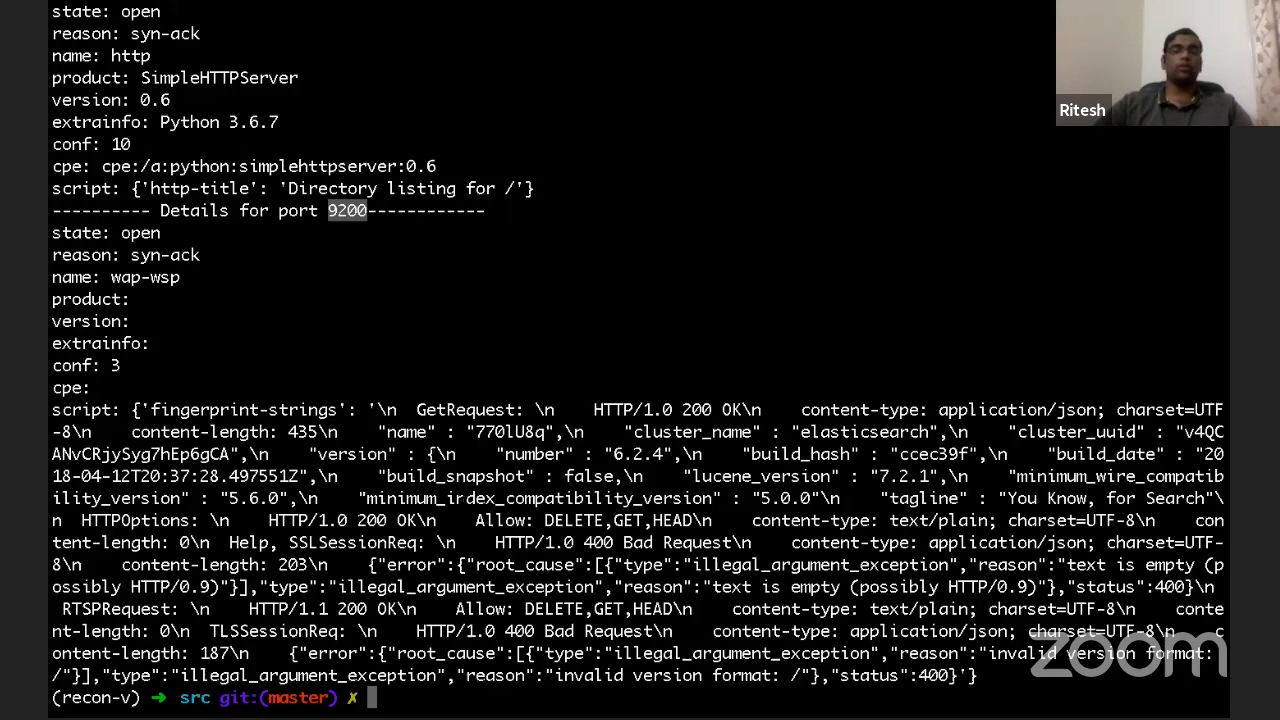 state: open
reason: syn-ack
name: http
product: SimpleHTTPServer
version: 0.6
extrainfo: Python 3.6.7
conf: 10
cpe: cpe:/a:python:simplehttpserver:0.6
script: {'http-title': 'Directory listing for /'}
---------- Details for port 9200------------
state: open
reason: syn-ack
name: wap-wsp
product:
version:
extrainfo:
conf: 3
cpe:
script: {'fingerprint-strings': '\n  GetRequest: \n    HTTP/1.0 200 OK\n    content-type: application/json; charset=UTF
-8\n    content-length: 435\n    "name" : "770lU8q",\n    "cluster_name" : "elasticsearch",\n    "cluster_uuid" : "v4QC
ANvCRjySyg7hEp6gCA",\n    "version" : {\n    "number" : "6.2.4",\n    "build_hash" : "ccec39f",\n    "build_date" : "20
18-04-12T20:37:28.497551Z",\n    "build_snapshot" : false,\n    "lucene_version" : "7.2.1",\n    "minimum_wire_compatib
ility_version" : "5.6.0",\n    "minimum_index_compatibility_version" : "5.0.0"\n    "tagline" : "You Know, for Search"\
n  HTTPOptions: \n    HTTP/1.0 200 OK\n    Allow: DELETE,GET,HEAD\n    content-type: text/plain; charset=UTF-8\n    con
tent-length: 0\n  Help, SSLSessionReq: \n    HTTP/1.0 400 Bad Request\n    content-type: application/json; charset=UTF-
8\n    content-length: 203\n    {"error":{"root_cause":[{"type":"illegal_argument_exception","reason":"text is empty (p
ossibly HTTP/0.9)"}],"type":"illegal_argument_exception","reason":"text is empty (possibly HTTP/0.9)"},"status":400}\n
 RTSPRequest: \n    HTTP/1.1 200 OK\n    Allow: DELETE,GET,HEAD\n    content-type: text/plain; charset=UTF-8\n    conte
nt-length: 0\n  TLSSessionReq: \n    HTTP/1.0 400 Bad Request\n    content-type: application/json; charset=UTF-8\n    c
ontent-length: 187\n    {"error":{"root_cause":[{"type":"illegal_argument_exception","reason":"invalid version format:
/"}],"type":"illegal_argument_exception","reason":"invalid version format: /"},"status":400}'}
(recon-v) ➜ src git:(master) ✗
Ritesh
zoom